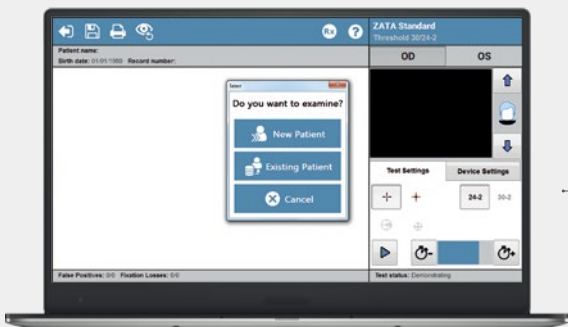 Rx
?
ZATA Standard
Threshold 30/24-2
Patient name:
Birth date: 01/01/1980 Record number:
OD OS
Select
Do you want to examine?
New Patient
Existing Patient
Cancel
Test Settings Device Settings
24-2 30-2
False Positives: 0/0 Fixation Losses: 0/0
Test status: Demonstrating